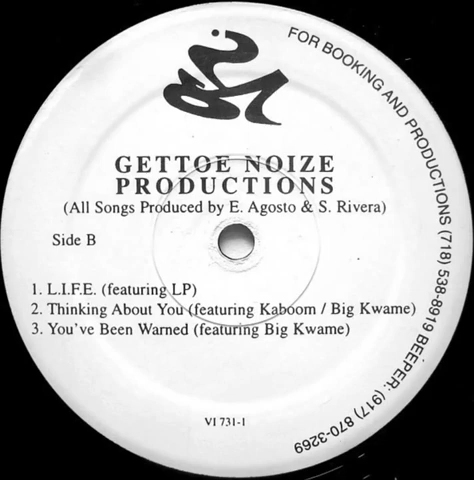 GETTOE NOIZE
PRODUCTIONS
(All Songs Produced by E. Agosto & S. Rivera)
Side B
1. L.I.F.E. (featuring LP)
2. Thinking About You (featuring Kaboom / Big Kwame)
3. You've Been Warned (featuring Big Kwame)
VI 731-1
FOR BOOKING AND PRODUCTIONS (718) 538-8919 BEEPER: (917) 870-3269